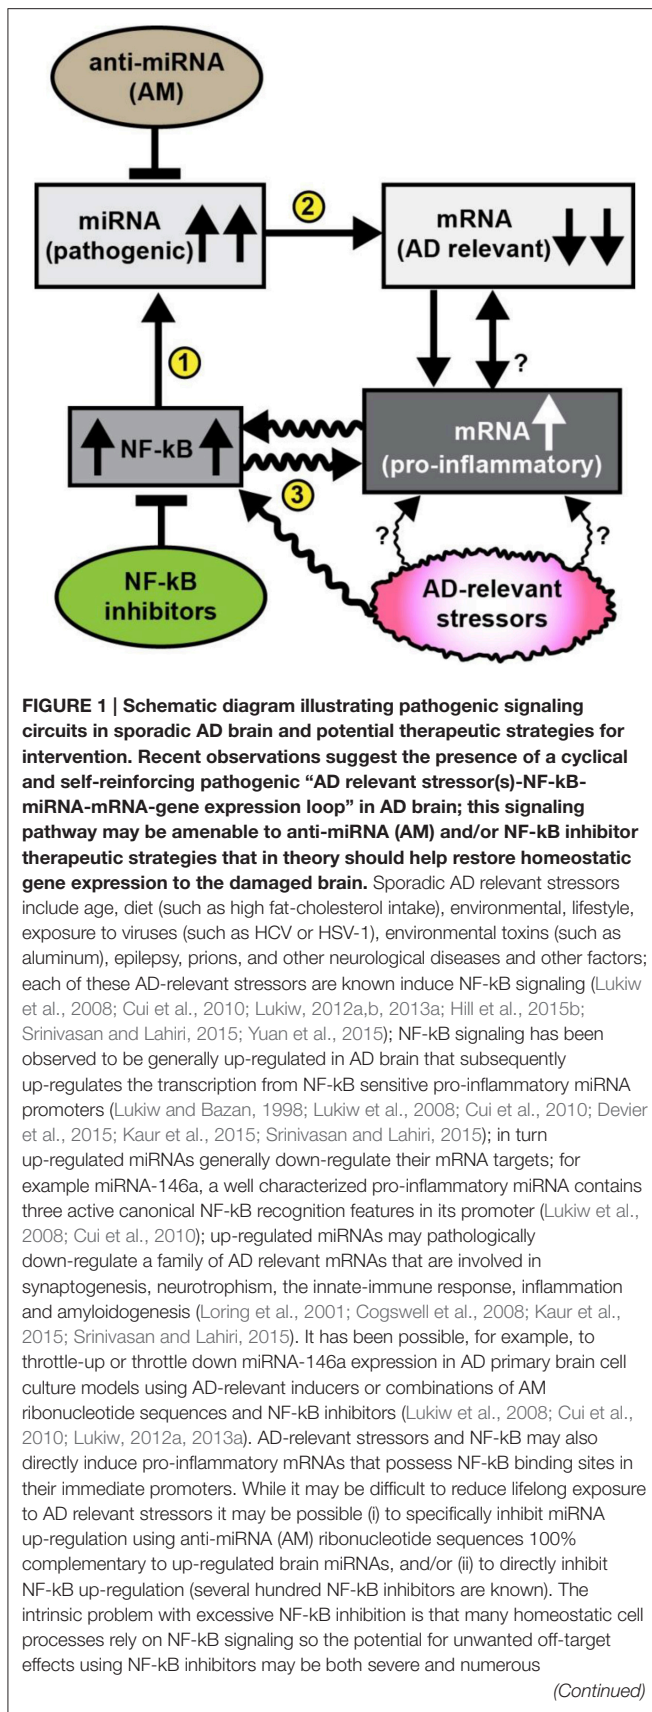 anti-miRNA
(AM)
miRNA
(pathogenic)
2
mRNA
(AD relevant)
1
?
NF-kB
mRNA
(pro-inflammatory)
3
?
?
NF-kB
inhibitors
AD-relevant
stressors
FIGURE 1 | Schematic diagram illustrating pathogenic signaling
circuits in sporadic AD brain and potential therapeutic strategies for
intervention. Recent observations suggest the presence of a cyclical
and self-reinforcing pathogenic “AD relevant stressor(s)-NF-kB-
miRNA-mRNA-gene expression loop” in AD brain; this signaling
pathway may be amenable to anti-miRNA (AM) and/or NF-kB inhibitor
therapeutic strategies that in theory should help restore homeostatic
gene expression to the damaged brain. Sporadic AD relevant stressors
include age, diet (such as high fat-cholesterol intake), environmental, lifestyle,
exposure to viruses (such as HCV or HSV-1), environmental toxins (such as
aluminum), epilepsy, prions, and other neurological diseases and other factors;
each of these AD-relevant stressors are known induce NF-kB signaling (Lukiw
et al., 2008; Cui et al., 2010; Lukiw, 2012a,b, 2013a; Hill et al., 2015b;
Srinivasan and Lahiri, 2015; Yuan et al., 2015); NF-kB signaling has been
observed to be generally up-regulated in AD brain that subsequently
up-regulates the transcription from NF-kB sensitive pro-inflammatory miRNA
promoters (Lukiw and Bazan, 1998; Lukiw et al., 2008; Cui et al., 2010; Devier
et al., 2015; Kaur et al., 2015; Srinivasan and Lahiri, 2015); in turn
up-regulated miRNAs generally down-regulate their mRNA targets; for
example miRNA-146a, a well characterized pro-inflammatory miRNA contains
three active canonical NF-kB recognition features in its promoter (Lukiw et al.,
2008; Cui et al., 2010); up-regulated miRNAs may pathologically
down-regulate a family of AD relevant mRNAs that are involved in
synaptogenesis, neurotrophism, the innate-immune response, inflammation
and amyloidogenesis (Loring et al., 2001; Cogswell et al., 2008; Kaur et al.,
2015; Srinivasan and Lahiri, 2015). It has been possible, for example, to
throttle-up or throttle down miRNA-146a expression in AD primary brain cell
culture models using AD-relevant inducers or combinations of AM
ribonucleotide sequences and NF-kB inhibitors (Lukiw et al., 2008; Cui et al.,
2010; Lukiw, 2012a, 2013a). AD-relevant stressors and NF-kB may also
directly induce pro-inflammatory mRNAs that possess NF-kB binding sites in
their immediate promoters. While it may be difficult to reduce lifelong exposure
to AD relevant stressors it may be possible (i) to specifically inhibit miRNA
up-regulation using anti-miRNA (AM) ribonucleotide sequences 100%
complementary to up-regulated brain miRNAs, and/or (ii) to directly inhibit
NF-kB up-regulation (several hundred NF-kB inhibitors are known). The
intrinsic problem with excessive NF-kB inhibition is that many homeostatic cell
processes rely on NF-kB signaling so the potential for unwanted off-target
effects using NF-kB inhibitors may be both severe and numerous
(Continued)